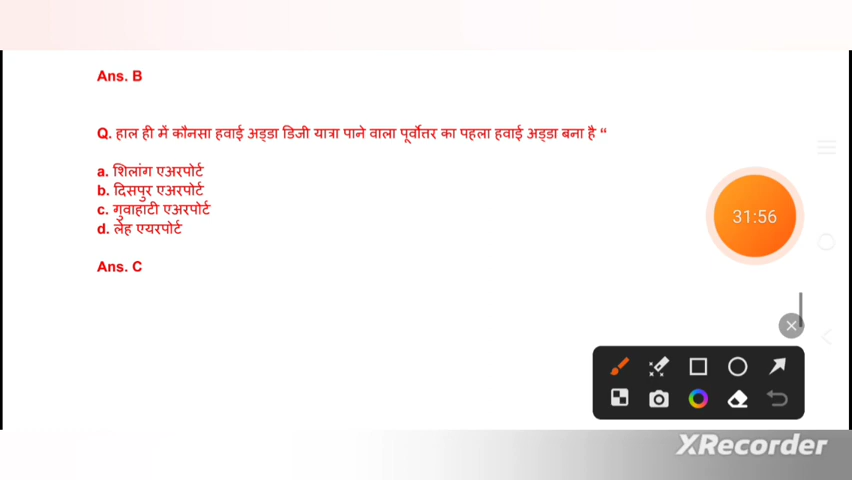 Ans. B
Q. हाल ही में कौनसा हवाई अड्डा डिजी यात्रा पाने वाला पूर्वोत्तर का पहला हवाई अड्डा बना है “
a. शिलांग एअरपोर्ट
b. दिसपुर एअरपोर्ट
c. गुवाहाटी एअरपोर्ट
d. लेह एयरपोर्ट
Ans. C
31:56
XRecorder